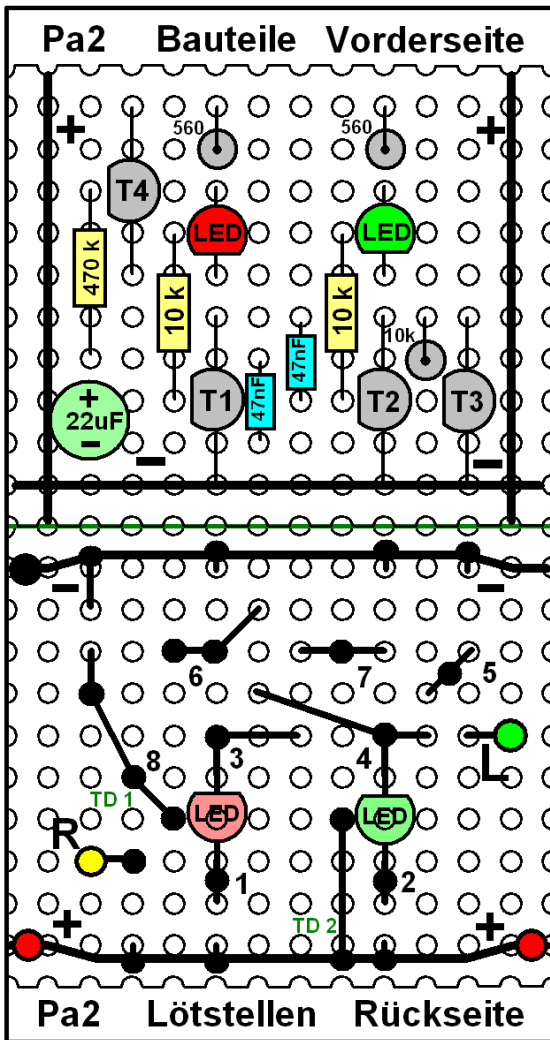 Pa2 Bauteile Vorderseite
+ 560 560 +
T4
LED LED
470 k 10 k 10 k
47nF 10k
+ 22uF − T1 47nF T2 T3
− −
− −
6 7 5
3 4 L
8
TD 1 LED LED
R
1 2
+ TD 2 +
Pa2 Lötstellen Rückseite